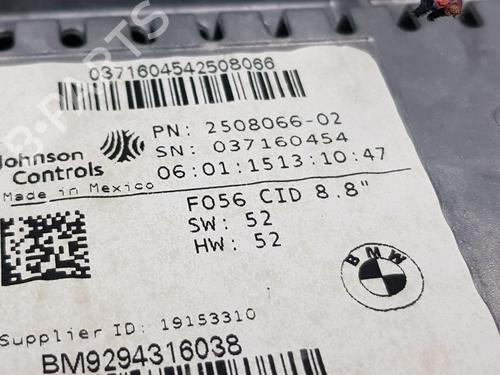 0371604542508066
Johnson
Controls
PN: 2508066-02
SN: 037160454
06:01:1513:10:47
Made in Mexico
F056 CID 8.8"
SW: 52
HW: 52
BMW
Supplier ID: 19153310
BM9294316038
B-PARTS